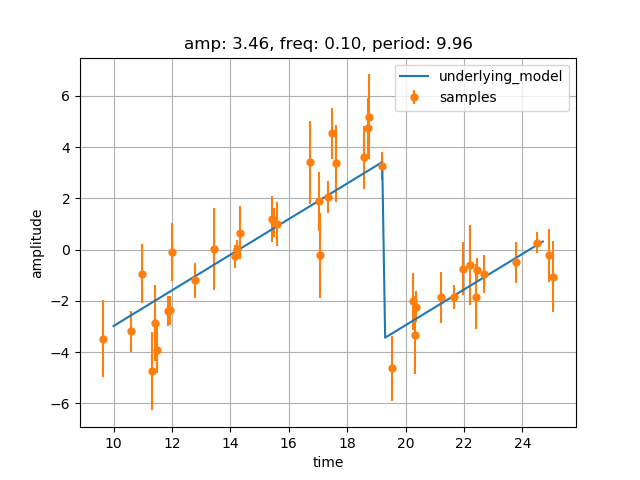 amp: 3.46, freq: 0.10, period: 9.96
underlying_model
samples
amplitude
6
4
2
0
−2
−4
−6
10 12 14 16 18 20 22 24
time